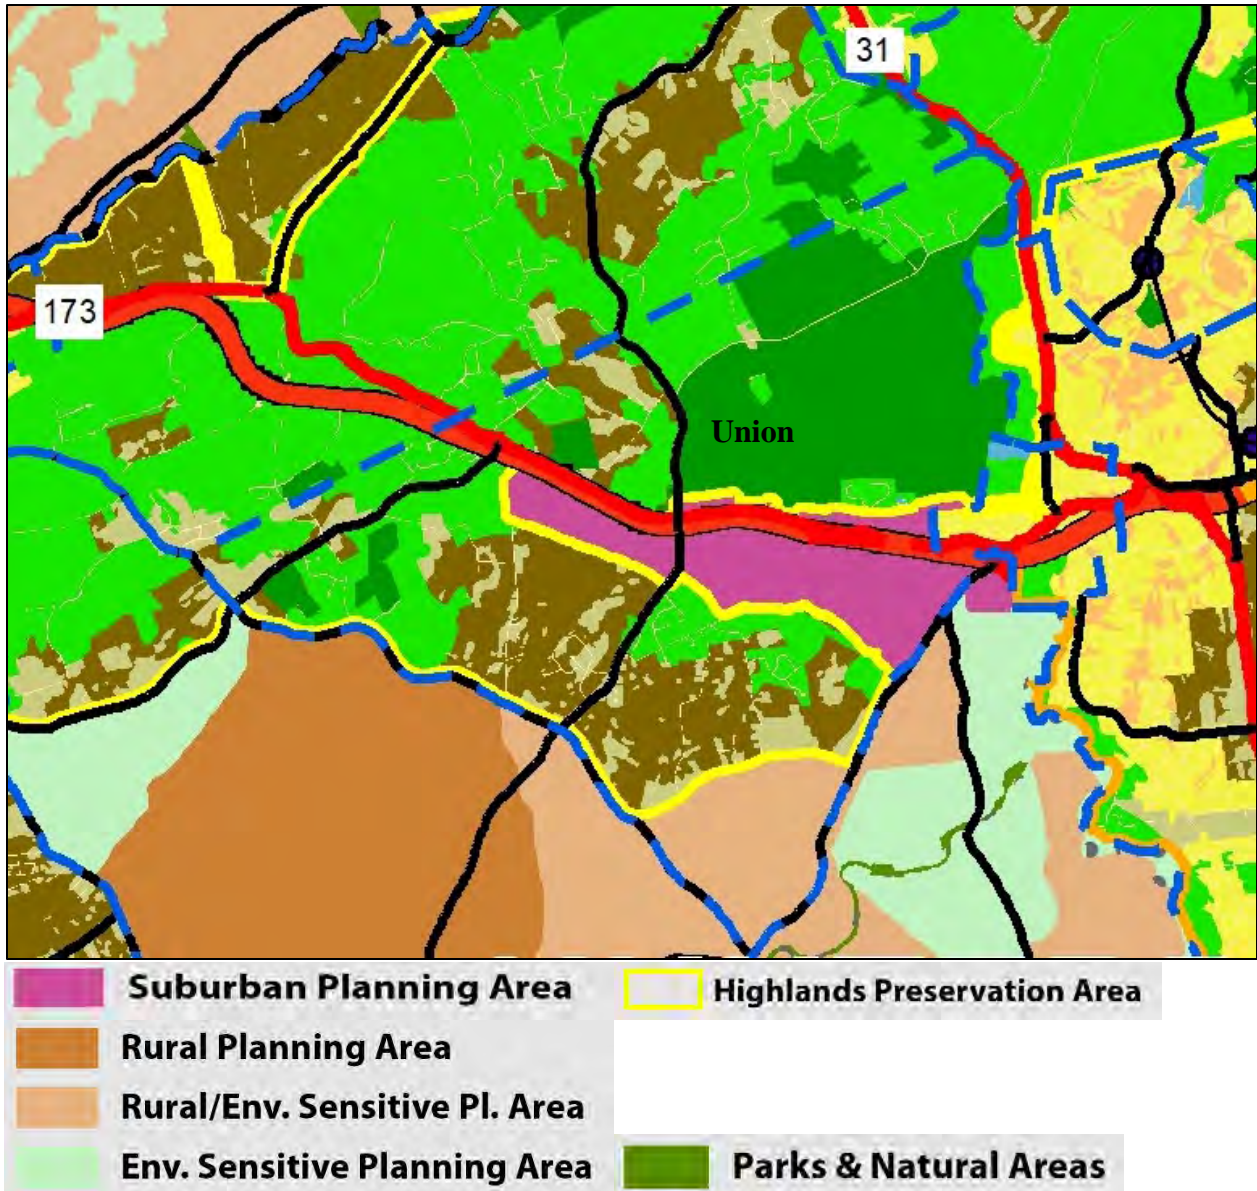 31
173
Union
Suburban Planning Area
Highlands Preservation Area
Rural Planning Area
Rural/Env. Sensitive Pl. Area
Env. Sensitive Planning Area
Parks & Natural Areas